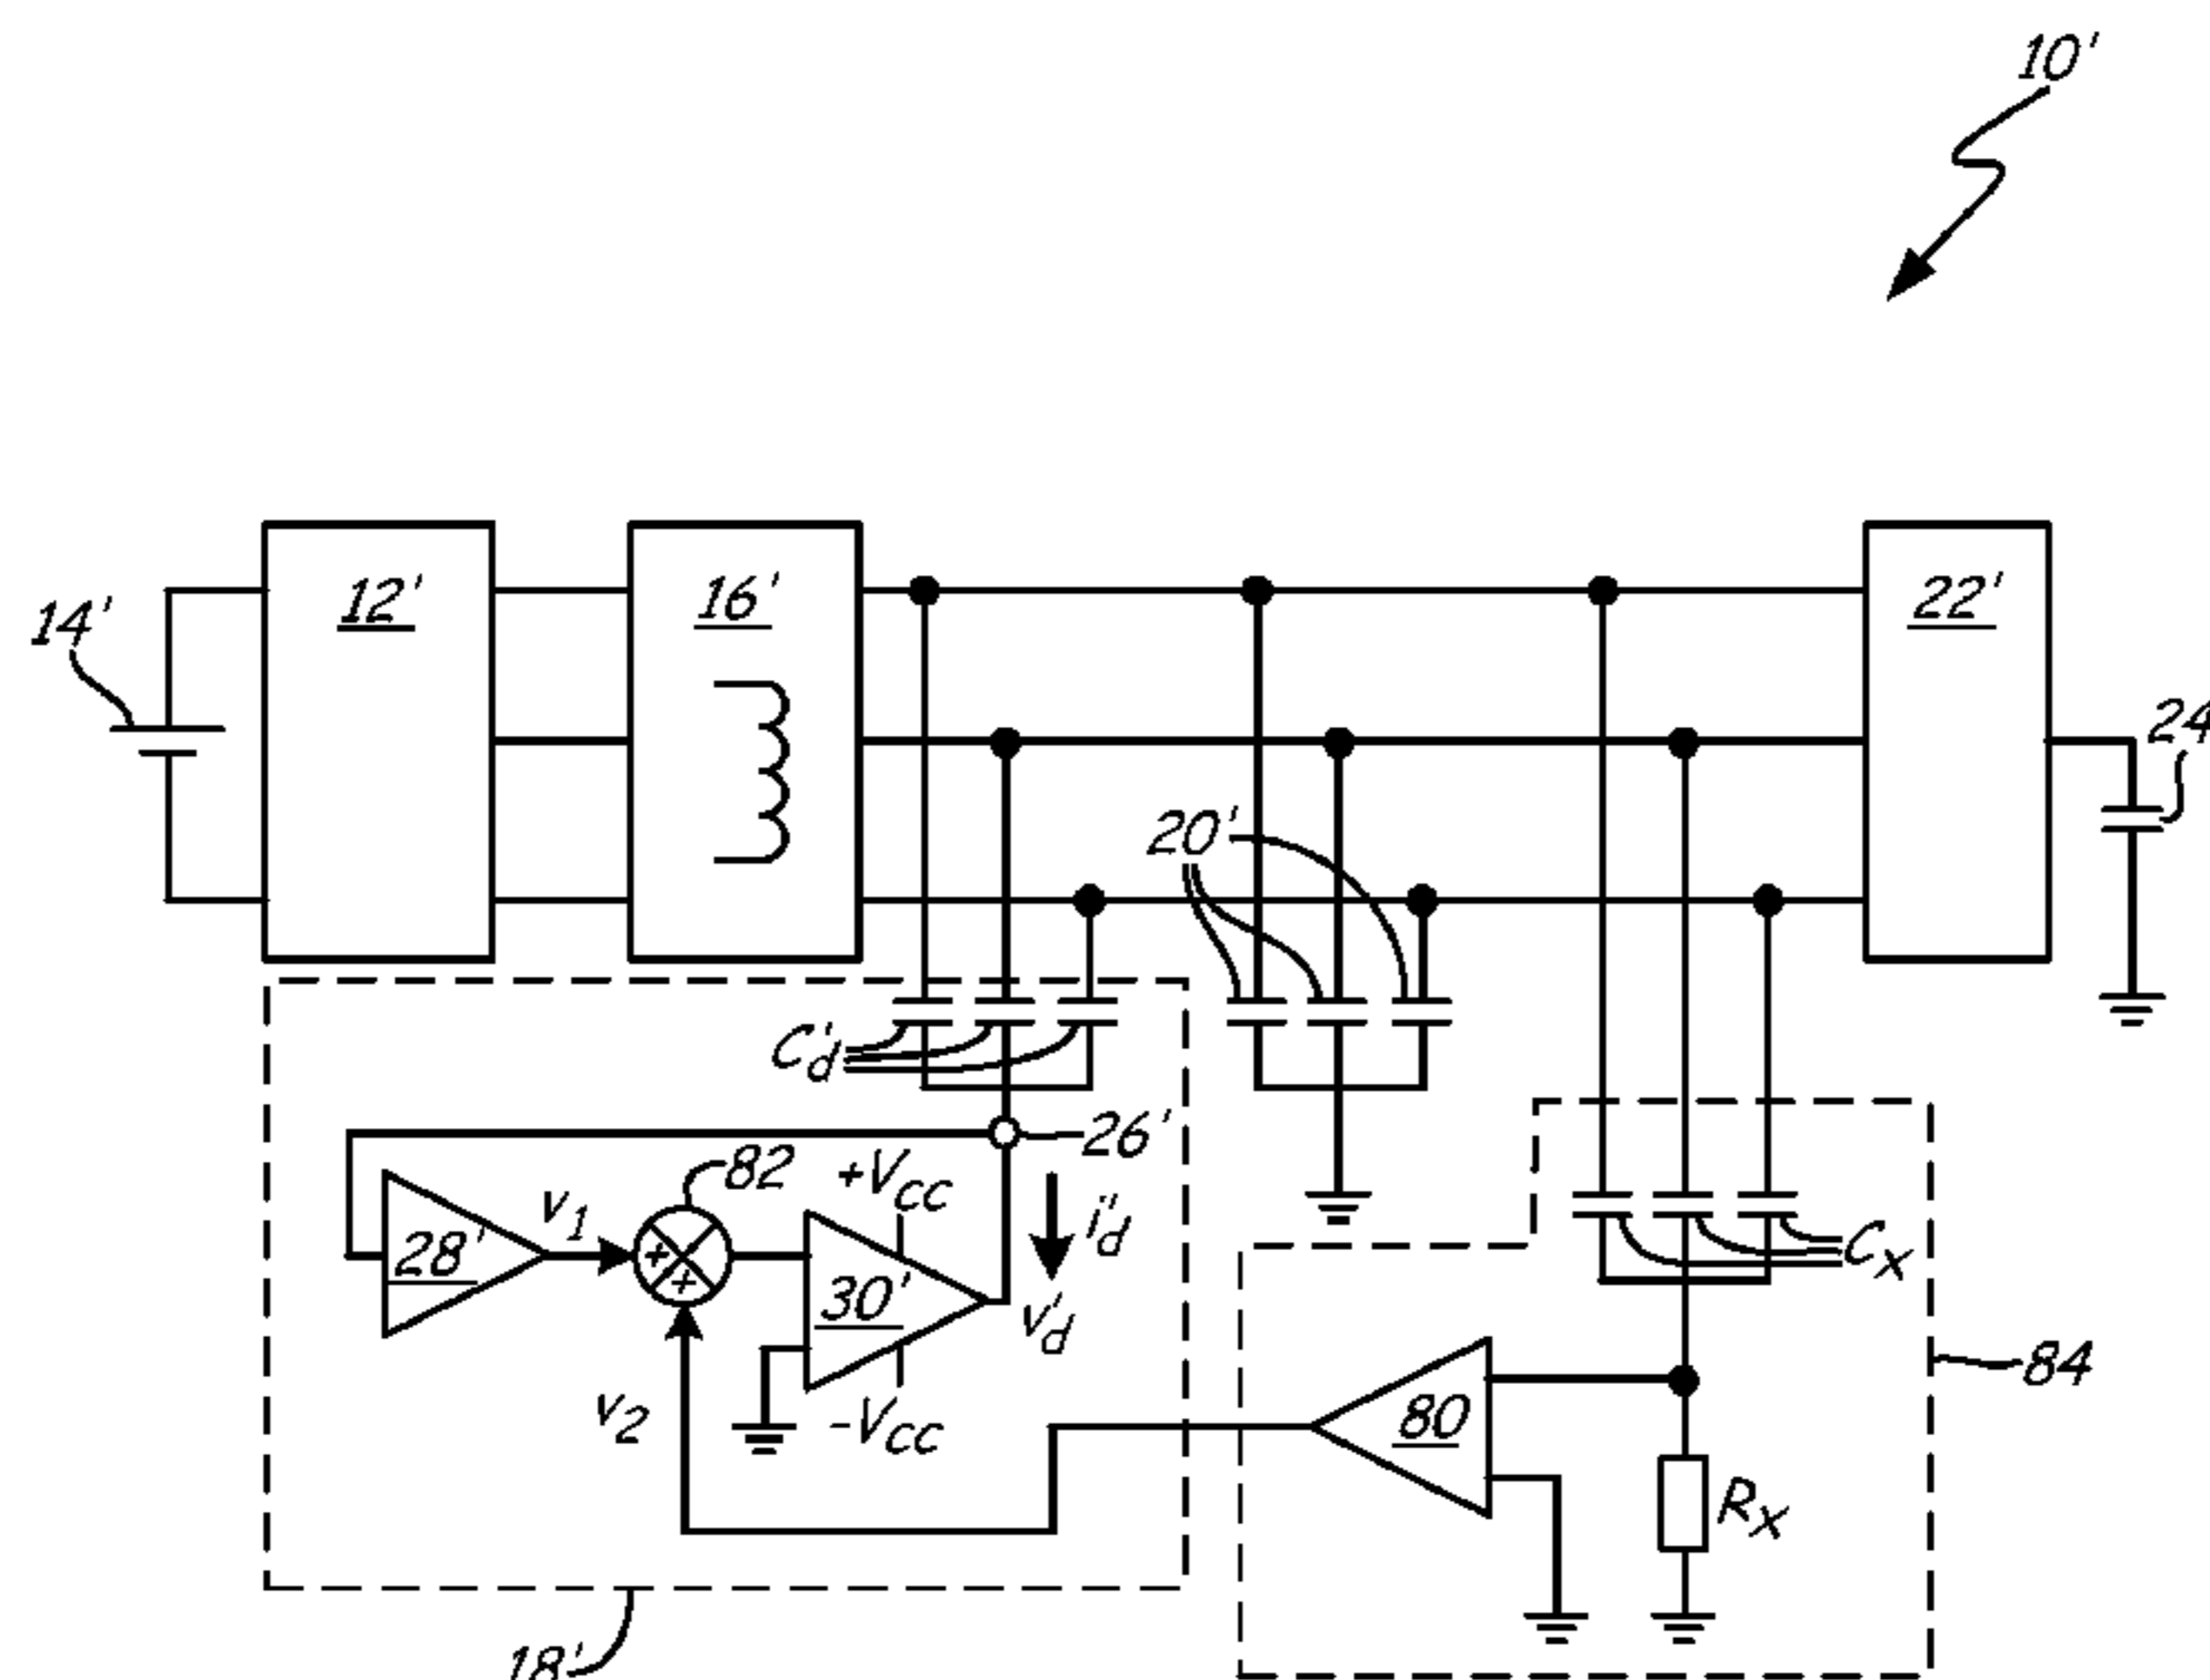 10'
12'
16'
22'
14'
24
20'
C'd
26'
82
+Vcc
v1
i'd
28'
+
+
30'
v'd
Cx
v2
-Vcc
80
84
Rx
18'